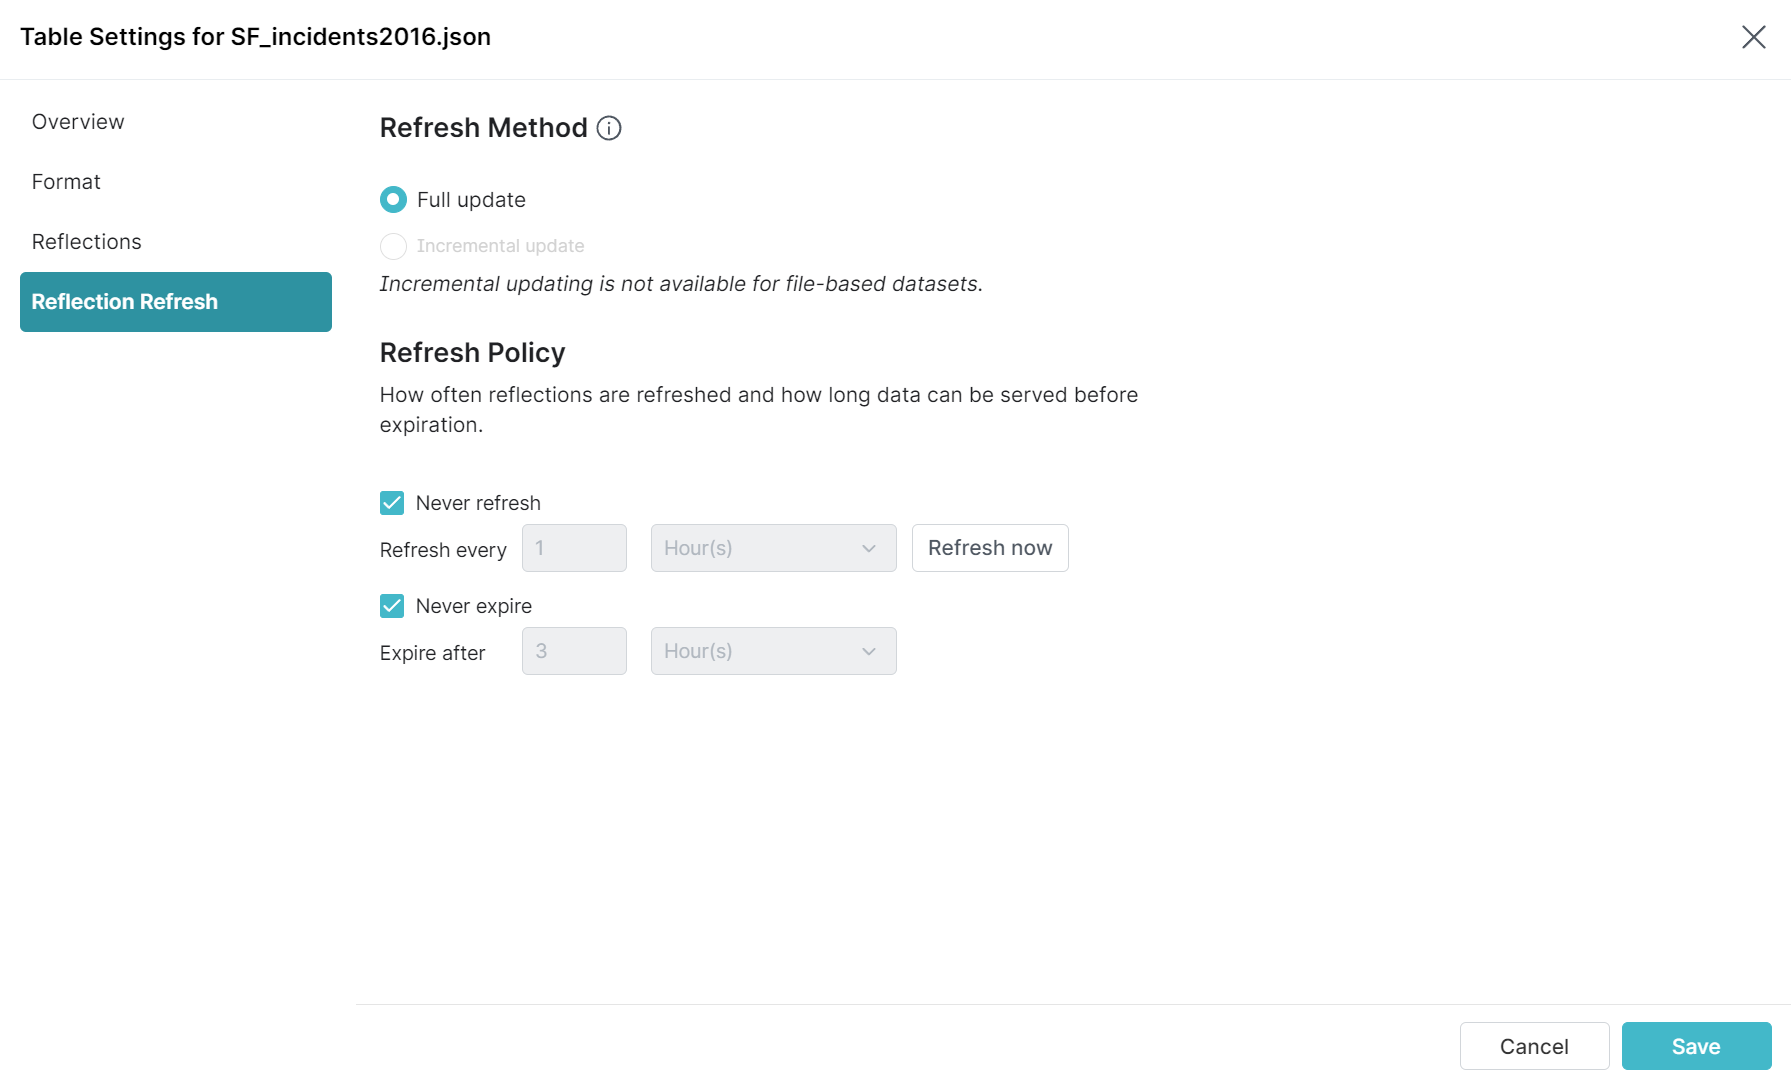 Table Settings for SF_incidents2016.json
Overview
Format
Reflections
Reflection Refresh
Refresh Method
Full update
Incremental update
Incremental updating is not available for file-based datasets.
Refresh Policy
How often reflections are refreshed and how long data can be served before
expiration.
Never refresh
Refresh every 1 Hour(s) Refresh now
Never expire
Expire after 3 Hour(s)
Cancel Save